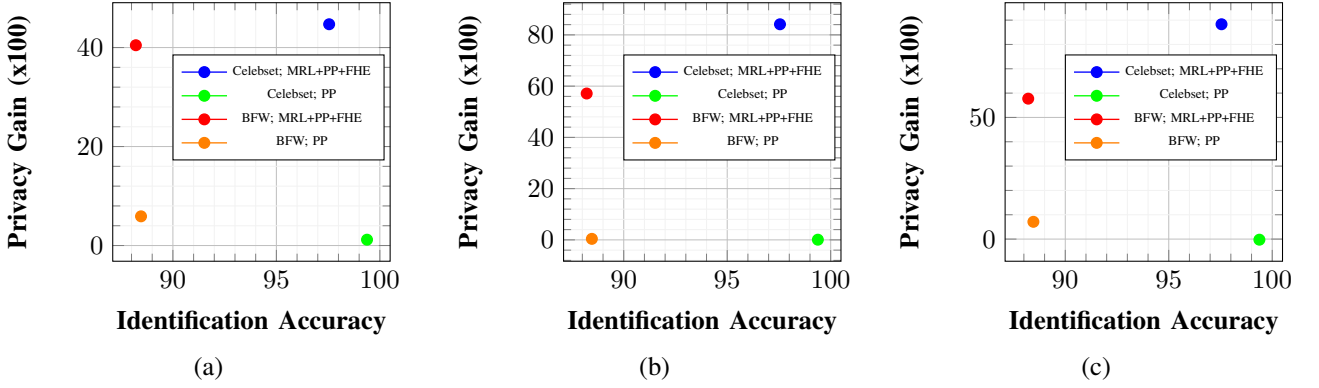 Privacy Gain (x100)
40
20
0
Celebset; MRL+PP+FHE
Celebset; PP
BFW; MRL+PP+FHE
BFW; PP
90 95 100
Identification Accuracy
(a)
Privacy Gain (x100)
80
60
40
20
0
Celebset; MRL+PP+FHE
Celebset; PP
BFW; MRL+PP+FHE
BFW; PP
90 95 100
Identification Accuracy
(b)
Privacy Gain (x100)
50
0
Celebset; MRL+PP+FHE
Celebset; PP
BFW; MRL+PP+FHE
BFW; PP
90 95 100
Identification Accuracy
(c)